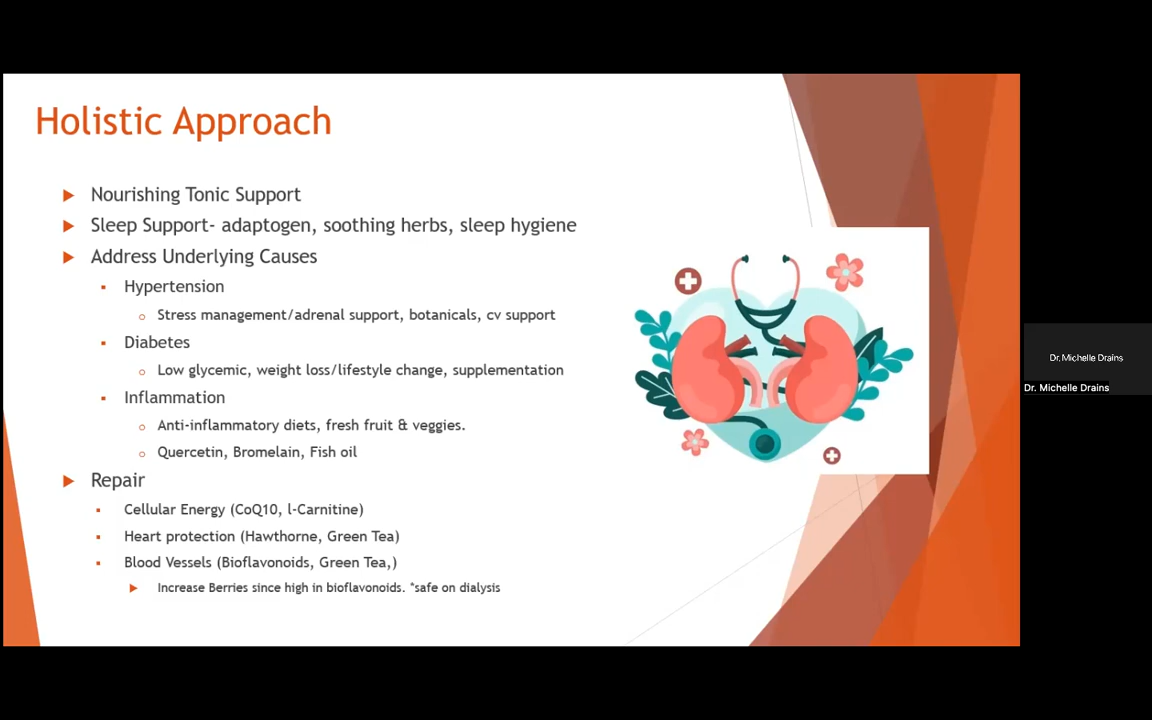 Holistic Approach
Nourishing Tonic Support
Sleep Support- adaptogen, soothing herbs, sleep hygiene
Address Underlying Causes
Hypertension
Stress management/adrenal support, botanicals, cv support
Diabetes
Low glycemic, weight loss/lifestyle change, supplementation
Inflammation
Anti-inflammatory diets, fresh fruit & veggies.
Quercetin, Bromelain, Fish oil
Repair
Cellular Energy (CoQ10, l-Carnitine)
Heart protection (Hawthorne, Green Tea)
Blood Vessels (Bioflavonoids, Green Tea,)
Increase Berries since high in bioflavonoids. *safe on dialysis
Dr. Michelle Drains
Dr. Michelle Drains